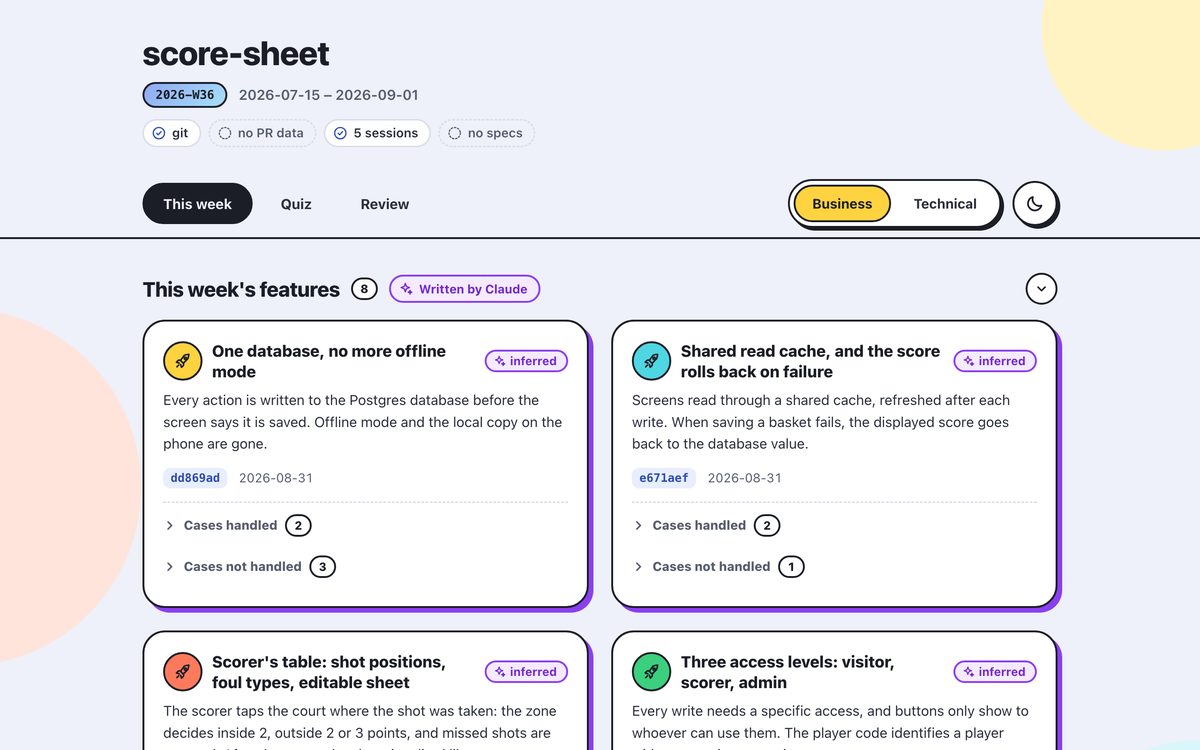 score-sheet
2026-W36 2026-07-15 – 2026-09-01
git no PR data 5 sessions no specs
This week Quiz Review Business Technical
This week's features 8 Written by Claude
One database, no more offline
mode
inferred
Every action is written to the Postgres database before the
screen says it is saved. Offline mode and the local copy on the
phone are gone.
dd869ad 2026-08-31
Cases handled 2
Cases not handled 3
Shared read cache, and the score
rolls back on failure
inferred
Screens read through a shared cache, refreshed after each
write. When saving a basket fails, the displayed score goes
back to the database value.
e671aef 2026-08-31
Cases handled 2
Cases not handled 1
Scorer's table: shot positions,
foul types, editable sheet
inferred
The scorer taps the court where the shot was taken: the zone
decides inside 2, outside 2 or 3 points, and missed shots are
Three access levels: visitor,
scorer, admin
inferred
Every write needs a specific access, and buttons only show to
whoever can use them. The player code identifies a player